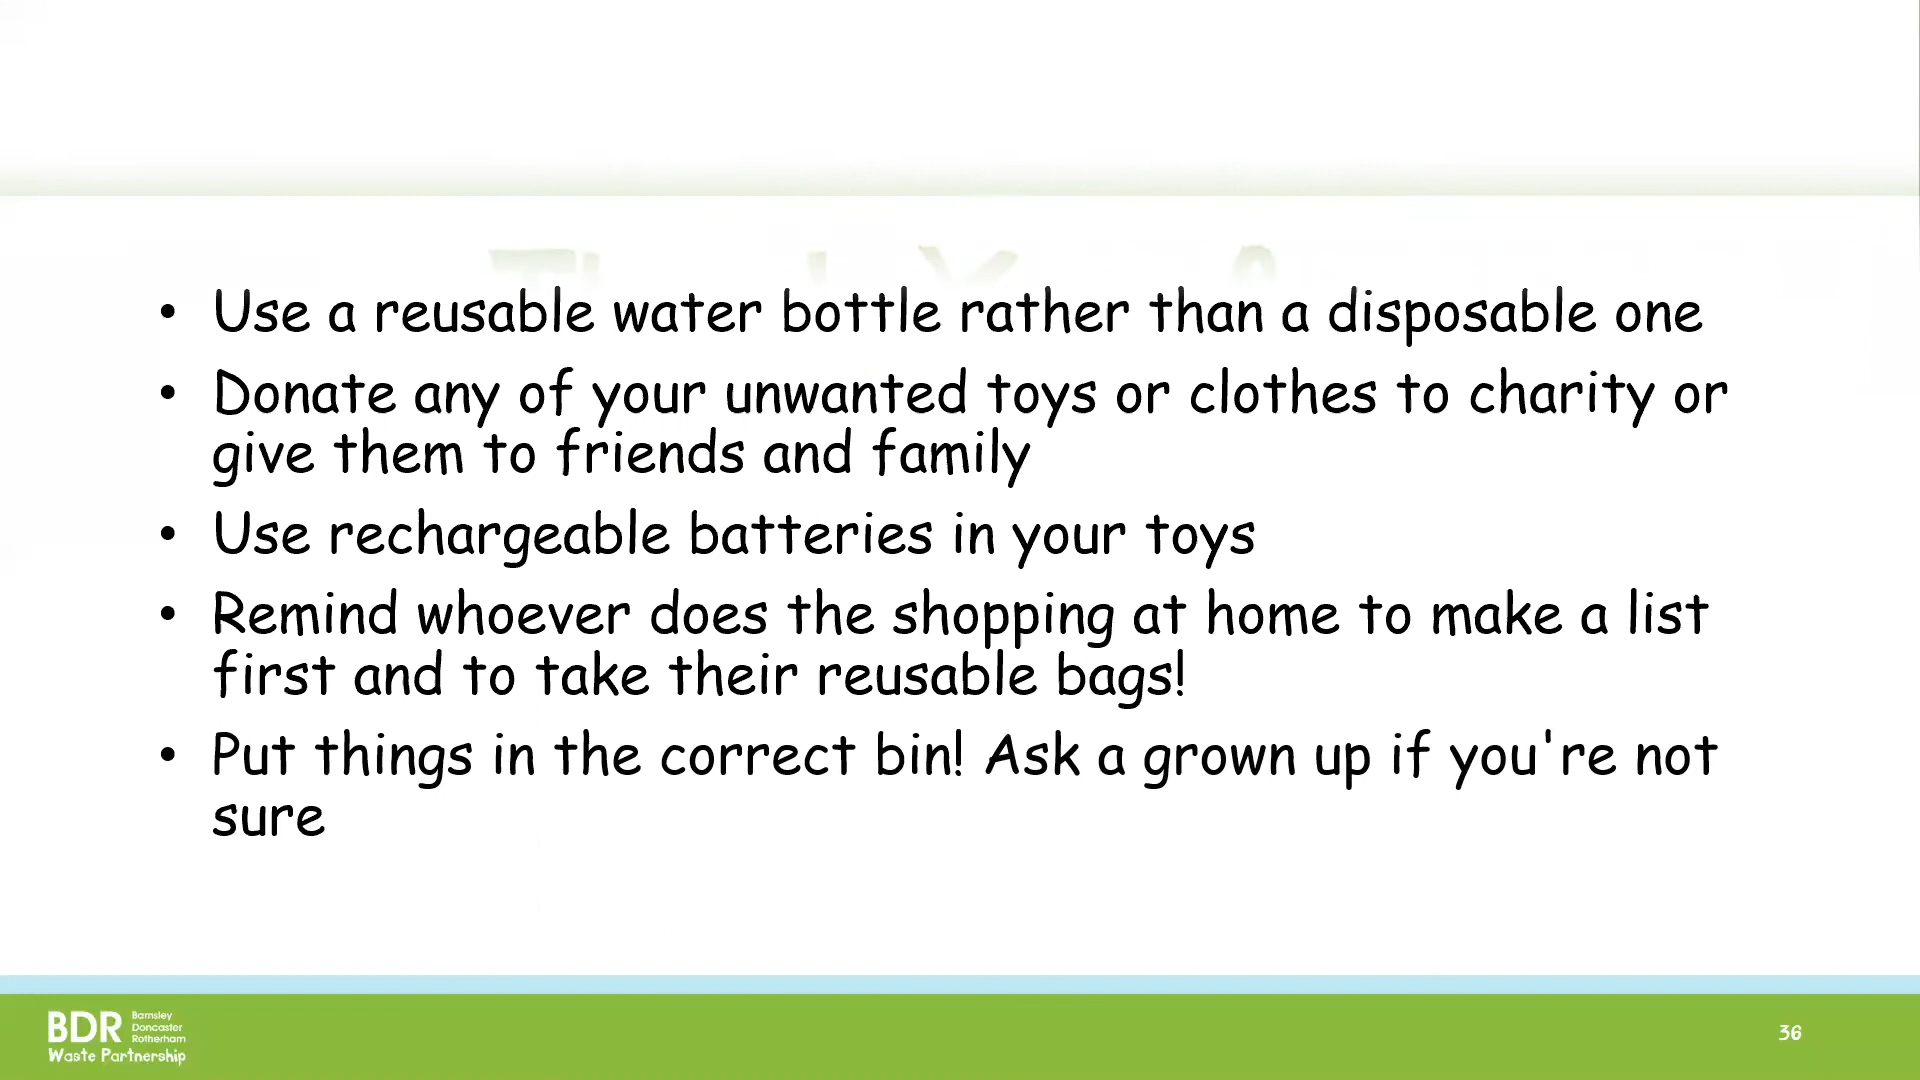 • Use a reusable water bottle rather than a disposable one
• Donate any of your unwanted toys or clothes to charity or
give them to friends and family
• Use rechargeable batteries in your toys
• Remind whoever does the shopping at home to make a list
first and to take their reusable bags!
• Put things in the correct bin! Ask a grown up if you're not
sure
BDR
Barnsley
Doncaster
Rotherham
Waste Partnership
36